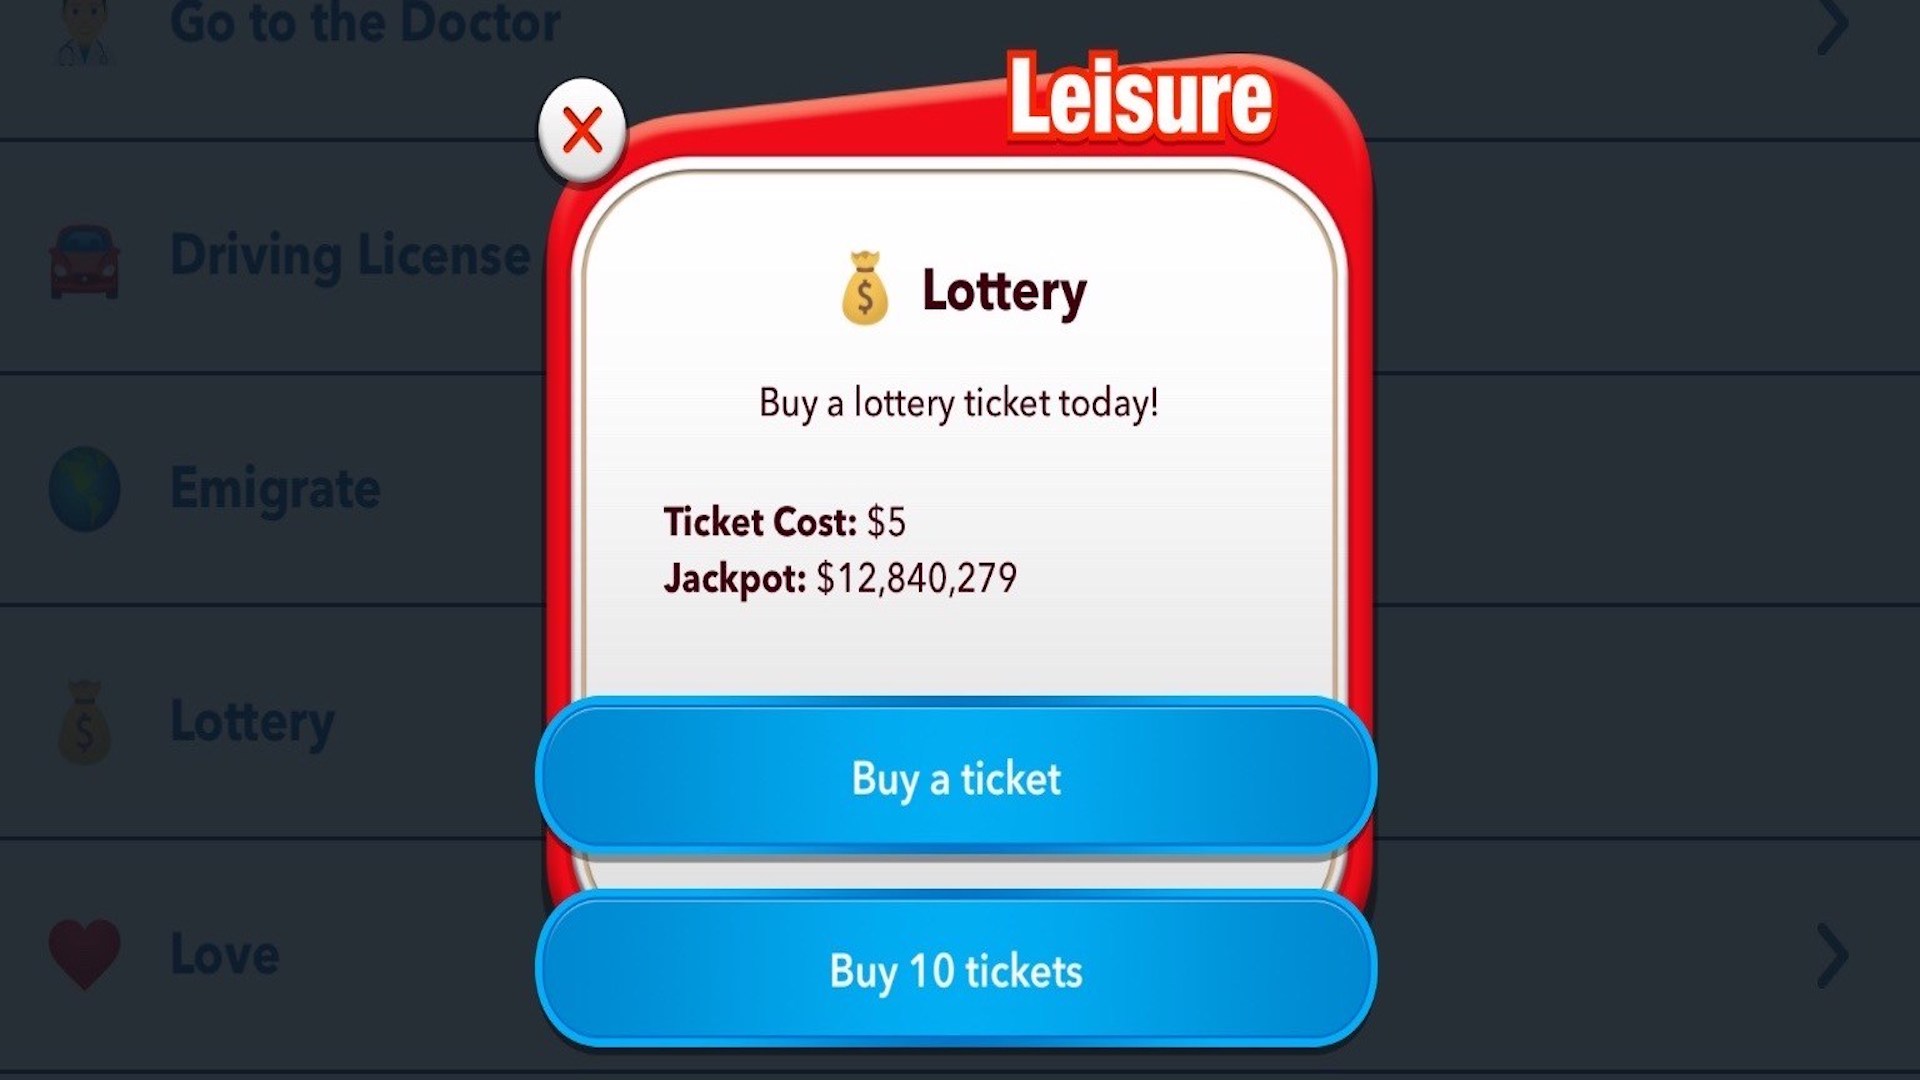 Go to the Doctor
Leisure
Driving License
Lottery
Buy a lottery ticket today!
Emigrate
Ticket Cost: $5
Jackpot: $12,840,279
Lottery
Buy a ticket
Love
Buy 10 tickets